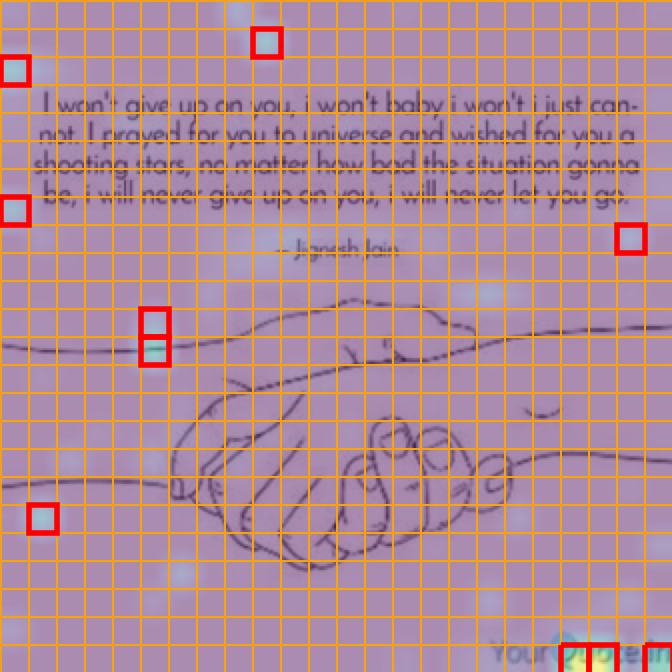 I won't give up on you, i won't baby i won't i just can-
not. I prayed for you to universe and wished for you a
shooting stars, no matter how bad the situation gonna
be, i will never give up on you, i will never let you go.
- Jignesh Jain
YourQuote.in